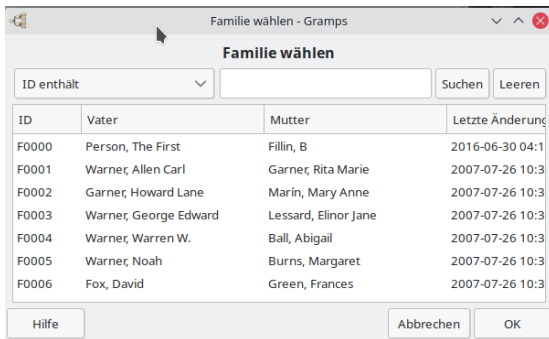 Familie wählen - Gramps
Familie wählen
ID enthält Suchen Leeren
ID Vater Mutter Letzte Änderung
F0000 Person, The First Fillin, B 2016-06-30 04:1
F0001 Warner, Allen Carl Garner, Rita Marie 2007-07-26 10:3
F0002 Garner, Howard Lane Marín, Mary Anne 2007-07-26 10:3
F0003 Warner, George Edward Lessard, Elinor Jane 2007-07-26 10:3
F0004 Warner, Warren W. Ball, Abigail 2007-07-26 10:3
F0005 Warner, Noah Burns, Margaret 2007-07-26 10:3
F0006 Fox, David Green, Frances 2007-07-26 10:3
Hilfe Abbrechen OK